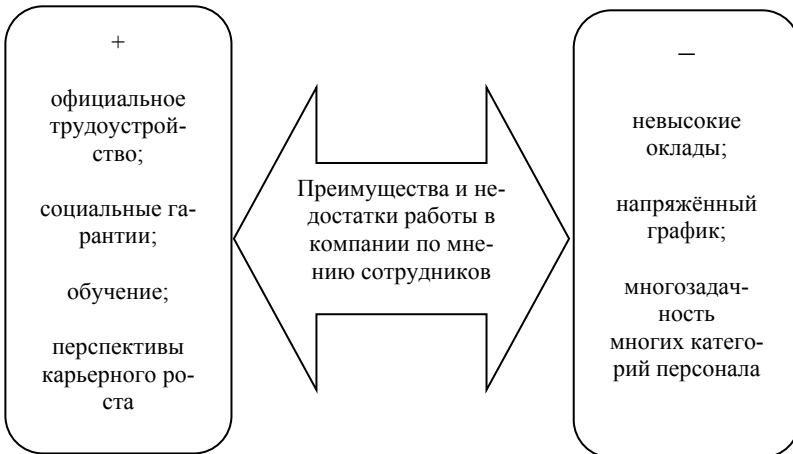 +
официальное
трудоустрой-
ство;
социальные га-
рантии;
обучение;
перспективы
карьерного ро-
ста
Преимущества и не-
достатки работы в
компании по мне-
нию сотрудников
–
невысокие
оклады;
напряжённый
график;
многозадач-
ность
многих катего-
рий персонала